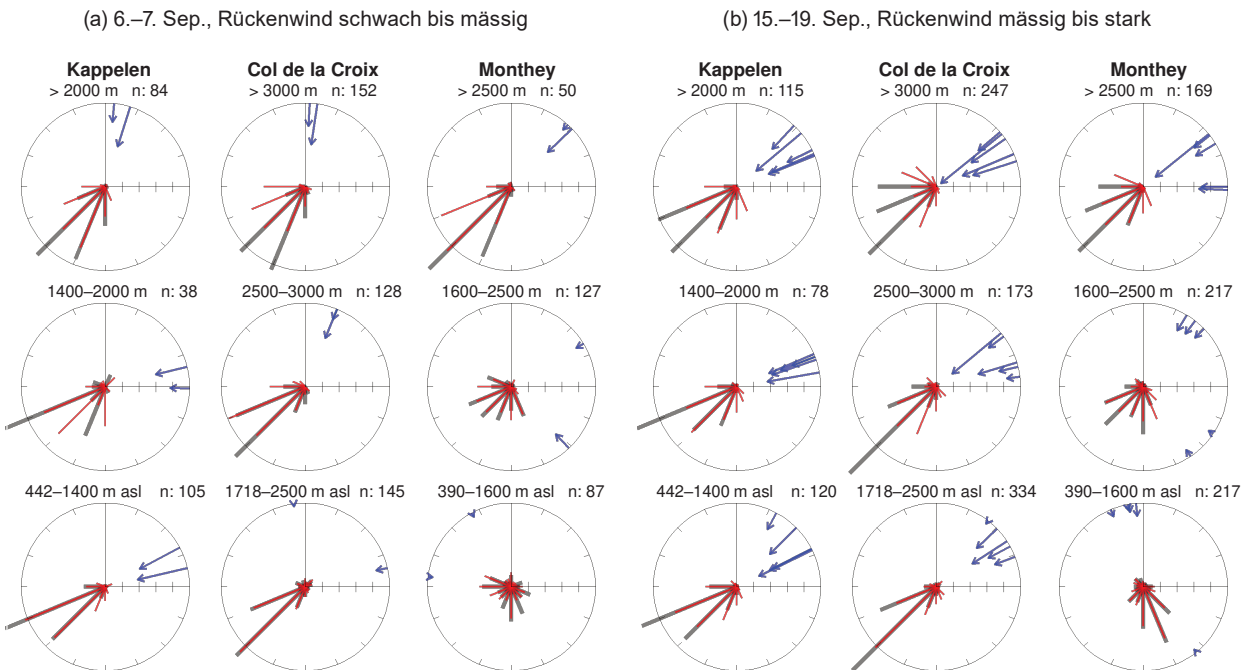 (a) 6.–7. Sep., Rückenwind schwach bis mässig
(b) 15.–19. Sep., Rückenwind mässig bis stark
Kappelen
Col de la Croix
Monthey
Kappelen
Col de la Croix
Monthey
> 2000 m n: 84
> 3000 m n: 152
> 2500 m n: 50
> 2000 m n: 115
> 3000 m n: 247
> 2500 m n: 169
1400–2000 m n: 38
2500–3000 m n: 128
1600–2500 m n: 127
1400–2000 m n: 78
2500–3000 m n: 173
1600–2500 m n: 217
442–1400 m asl n: 105
1718–2500 m asl n: 145
390–1600 m asl n: 87
442–1400 m asl n: 120
1718–2500 m asl n: 334
390–1600 m asl n: 217